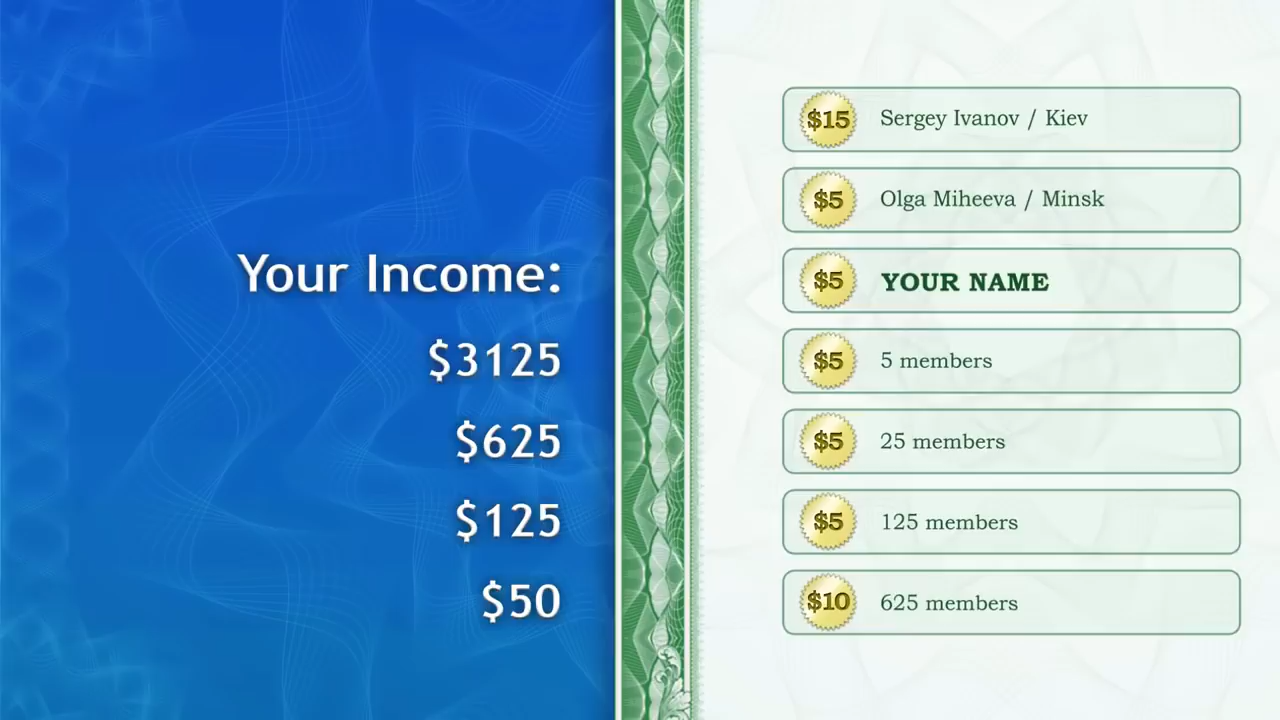 Your Income:
$3125
$625
$125
$50
$15 Sergey Ivanov / Kiev
$5 Olga Miheeva / Minsk
$5 YOUR NAME
$5 5 members
$5 25 members
$5 125 members
$10 625 members